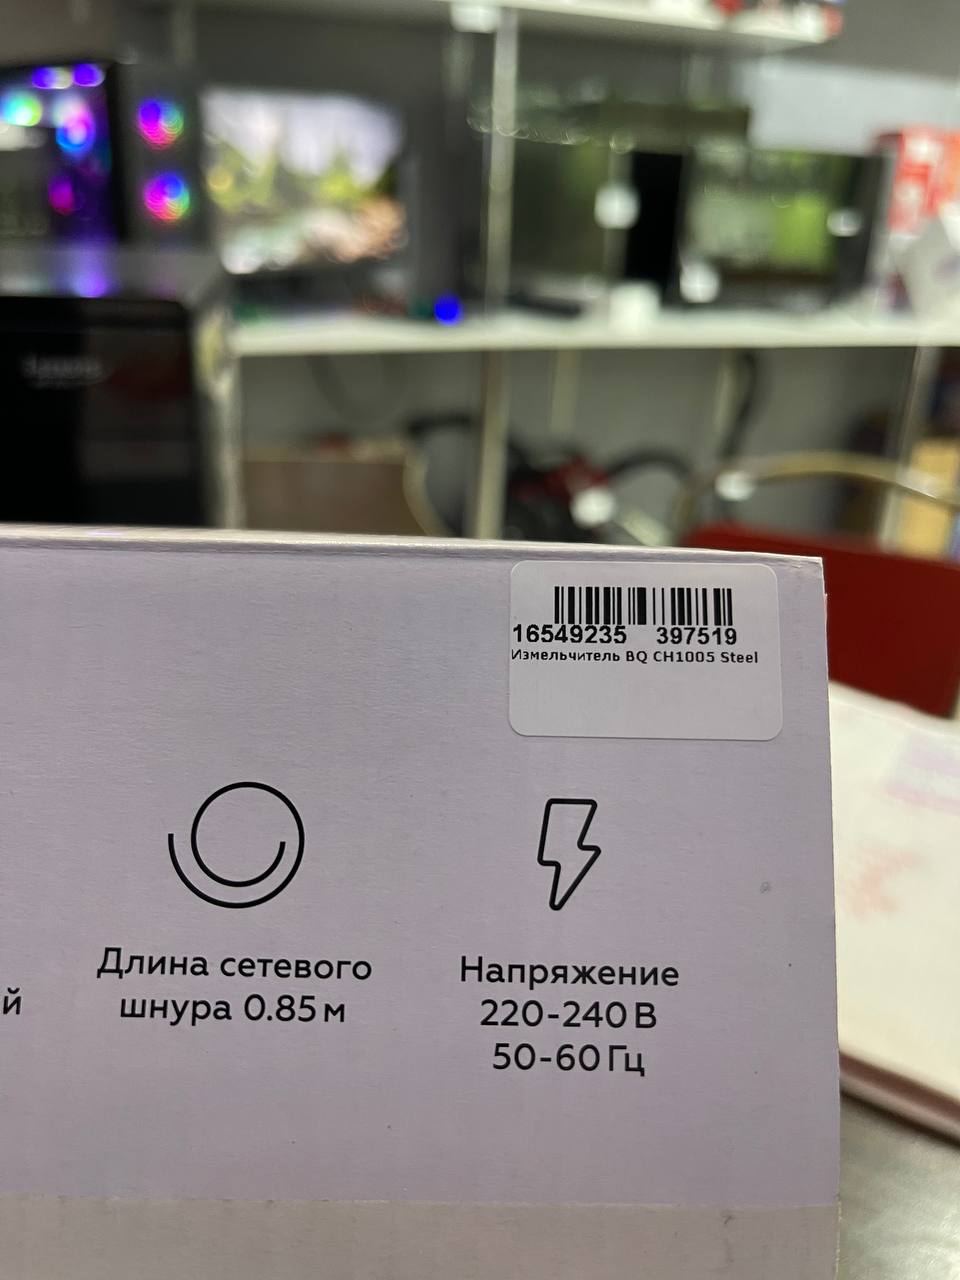 16549235 397519
Измельчитель BQ CH1005 Steel
Длина сетевого
шнура 0.85 м
й
Напряжение
220-240 В
50-60 Гц